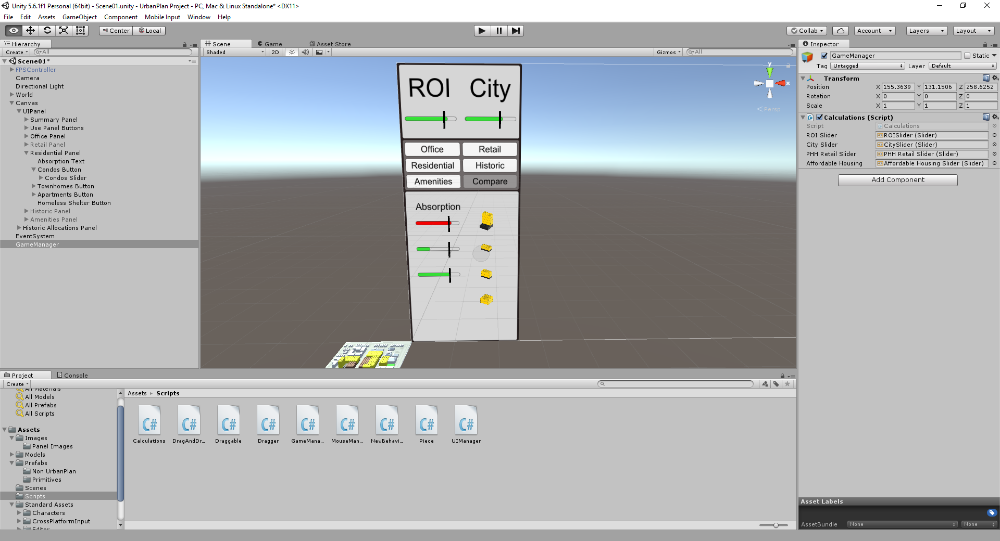 Unity 5.6.1f1 Personal (64bit) - Scene01.unity - UrbanPlan Project - PC, Mac & Linux Standalone* <DX11>
File Edit Assets GameObject Component Mobile Input Window Help
Center Local Collab Account Layers Layout
Hierarchy
Create All
Scene01*
FPSController
Camera
Directional Light
World
Canvas
UIPanel
Summary Panel
Use Panel Buttons
Office Panel
Retail Panel
Residential Panel
Absorption Text
Condos Button
Condos Slider
Townhomes Button
Apartments Button
Homeless Shelter Button
Historic Panel
Amenities Panel
Historic Allocations Panel
EventSystem
GameManager
Scene Game Asset Store
Shaded 2D Gizmos All
y
x
Persp
ROI City
Office Retail
Residential Historic
Amenities Compare
Absorption
Inspector
GameManager Static
Tag Untagged Layer Default
Transform
Position X 155.3639 Y 131.1506 Z 258.6252
Rotation X 0 Y 0 Z 0
Scale X 1 Y 1 Z 1
Calculations (Script)
Script Calculations
ROI Slider ROISlider (Slider)
City Slider CitySlider (Slider)
PHH Retail Slider PHH Retail Slider (Slider)
Affordable Housing Affordable Housing Slider (Slider)
Add Component
Project Console
Create
All Materials
All Models
All Prefabs
All Scripts
Assets
Images
Panel Images
Models
Prefabs
Non UrbanPlan
Primitives
Scenes
Scripts
Standard Assets
Characters
CrossPlatformInput
Editor
Assets Scripts
C# C# C# C# C# C# C# C# C#
Calculations DragAndDr... Draggable Dragger GameMana... MouseMan... NewBehavi... Piece UIManager
Asset Labels
AssetBundle None None